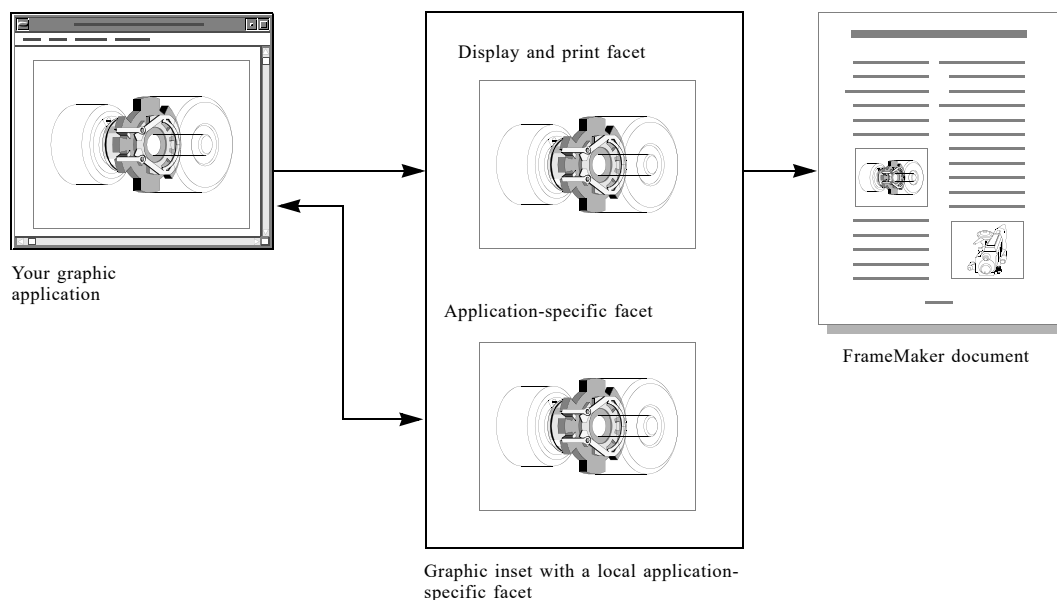 Display and print facet
Your graphic
application
Application-specific facet
FrameMaker document
Graphic inset with a local application-
specific facet